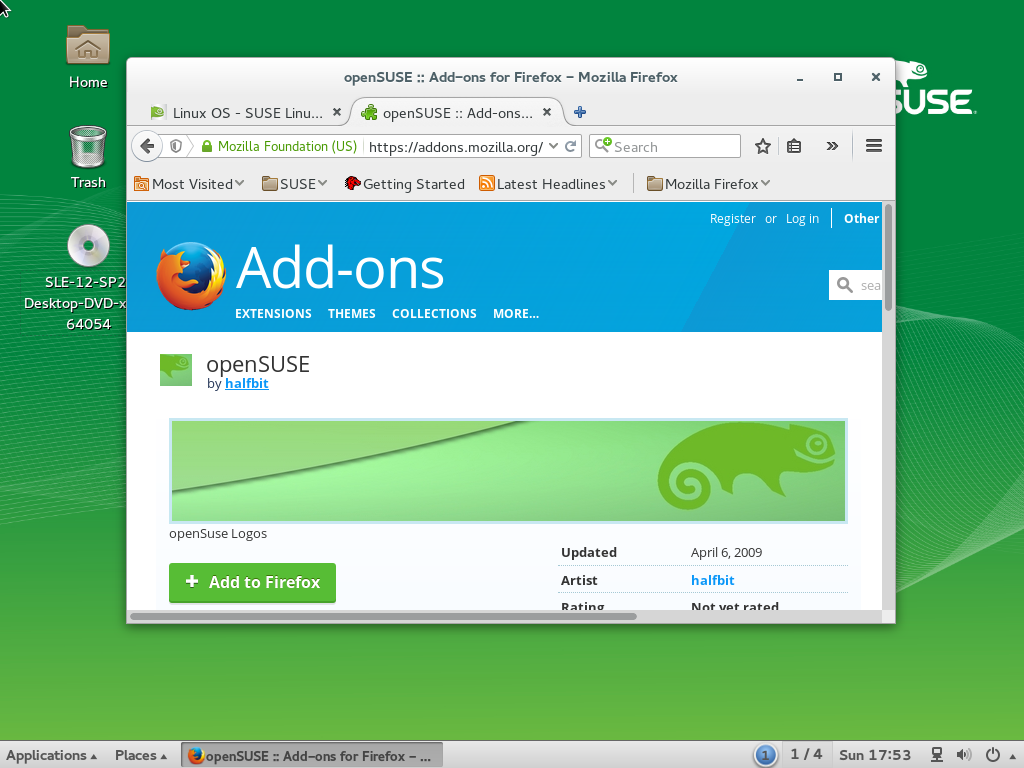 Home
Trash
SLE-12-SP2
Desktop-DVD-x
64054
SUSE
openSUSE :: Add-ons for Firefox - Mozilla Firefox
Linux OS - SUSE Linu...
openSUSE :: Add-ons...
Mozilla Foundation (US)
https://addons.mozilla.org/
Search
Most Visited
SUSE
Getting Started
Latest Headlines
Mozilla Firefox
Register or Log in
Other
Add-ons
sea
EXTENSIONS THEMES COLLECTIONS MORE...
openSUSE
by halfbit
openSuse Logos
Updated April 6, 2009
Add to Firefox
Artist halfbit
Rating Not yet rated
Applications
Places
openSUSE :: Add-ons for Firefox - ...
1
1 / 4
Sun 17:53